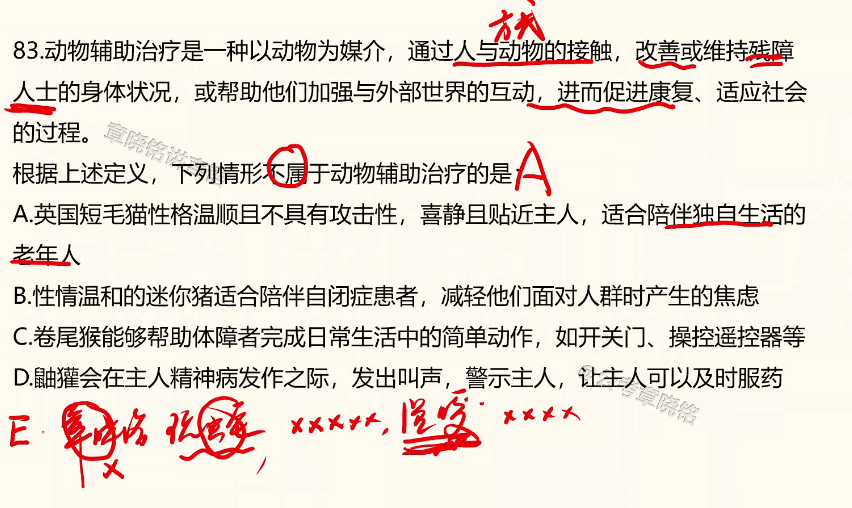 方式
83.动物辅助治疗是一种以动物为媒介，通过人与动物的接触，改善或维持残障
人士的身体状况，或帮助他们加强与外部世界的互动，进而促进康复、适应社会
的过程。
章晓铭讲言语
根据上述定义，下列情形不属于动物辅助治疗的是 A
A.英国短毛猫性格温顺且不具有攻击性，喜静且贴近主人，适合陪伴独自生活的
老年人
B.性情温和的迷你猪适合陪伴自闭症患者，减轻他们面对人群时产生的焦虑
C.卷尾猴能够帮助体障者完成日常生活中的简单动作，如开关门、操控遥控器等
D.鼬獾会在主人精神病发作之际，发出叫声，警示主人，让主人可以及时服药
考章晓铭
E. xxxxx, 温暖. xxxx
x